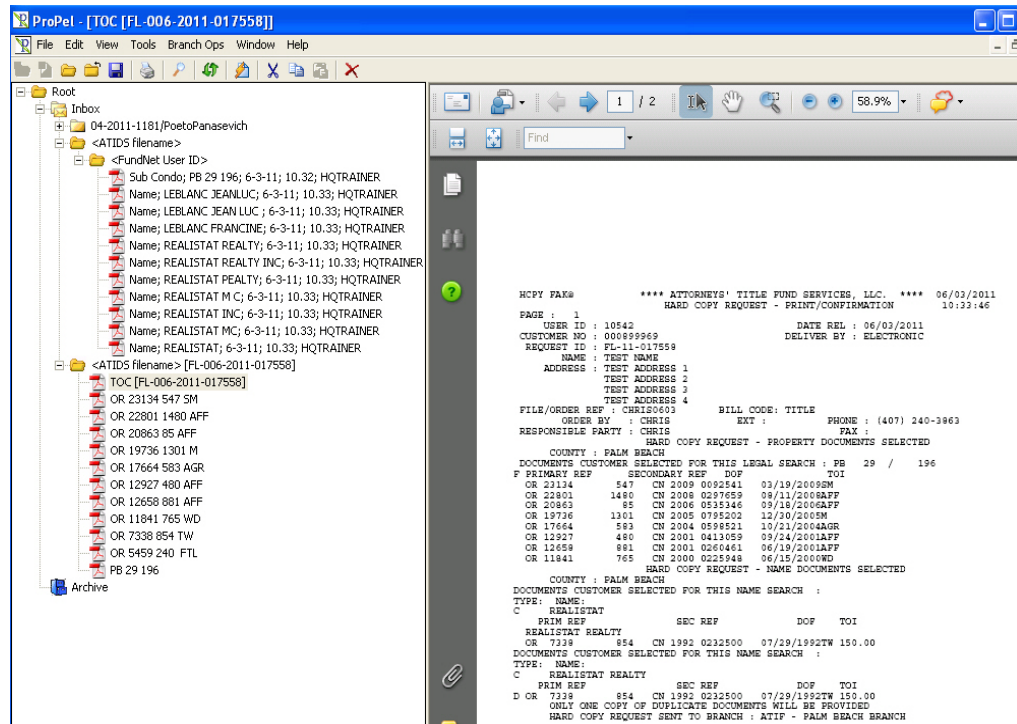 ProPel - [TOC [FL-006-2011-017558]]
File Edit View Tools Branch Ops Window Help
Root
Inbox
04-2011-1181/PoetoPanasevich
<ATIDS filename>
<FundNet User ID>
Sub Condo; PB 29 196; 6-3-11; 10.32; HQTRAINER
Name; LEBLANC JEANLUC; 6-3-11; 10.33; HQTRAINER
Name; LEBLANC JEAN LUC ; 6-3-11; 10.33; HQTRAINER
Name; LEBLANC FRANCINE; 6-3-11; 10.33; HQTRAINER
Name; REALISTAT REALTY; 6-3-11; 10.33; HQTRAINER
Name; REALISTAT REALTY INC; 6-3-11; 10.33; HQTRAINER
Name; REALISTAT PEALTY; 6-3-11; 10.33; HQTRAINER
Name; REALISTAT M C; 6-3-11; 10.33; HQTRAINER
Name; REALISTAT INC; 6-3-11; 10.33; HQTRAINER
Name; REALISTAT MC; 6-3-11; 10.33; HQTRAINER
Name; REALISTAT; 6-3-11; 10.33; HQTRAINER
<ATIDS filename> [FL-006-2011-017558]
TOC [FL-006-2011-017558]
OR 23134 547 SM
OR 22801 1480 AFF
OR 20863 85 AFF
OR 19736 1301 M
OR 17664 583 AGR
OR 12927 480 AFF
OR 12658 881 AFF
OR 11841 765 WD
OR 7338 854 TW
OR 5459 240 FTL
PB 29 196
Archive
1 / 2 58.9%
Find
HCPY FAK@ **** ATTORNEYS' TITLE FUND SERVICES, LLC. **** 06/03/2011
HARD COPY REQUEST - PRINT/CONFIRMATION 10:33:46
PAGE : 1
USER ID : 10542 DATE REL : 06/03/2011
CUSTOMER NO : 000899969 DELIVER BY : ELECTRONIC
REQUEST ID : FL-11-017558
NAME : TEST NAME
ADDRESS : TEST ADDRESS 1
TEST ADDRESS 2
TEST ADDRESS 3
TEST ADDRESS 4
FILE/ORDER REF : CHRIS0603 BILL CODE: TITLE
ORDER BY : CHRIS EXT : PHONE : (407) 240-3863
RESPONSIBLE PARTY : CHRIS FAX :
HARD COPY REQUEST - PROPERTY DOCUMENTS SELECTED
COUNTY : PALM BEACH
DOCUMENTS CUSTOMER SELECTED FOR THIS LEGAL SEARCH : PB 29 / 196
F PRIMARY REF SECONDARY REF DOF TOI
OR 23134 547 CN 2009 0092541 03/19/2009SM
OR 22801 1480 CN 2008 0297659 08/11/2008AFF
OR 20863 85 CN 2006 0535346 09/18/2006AFF
OR 19736 1301 CN 2005 0795202 12/30/2005M
OR 17664 583 CN 2004 0598521 10/21/2004AGR
OR 12927 480 CN 2001 0413059 09/24/2001AFF
OR 12658 881 CN 2001 0260461 06/19/2001AFF
OR 11841 765 CN 2000 0225948 06/15/2000WD
HARD COPY REQUEST - NAME DOCUMENTS SELECTED
COUNTY : PALM BEACH
DOCUMENTS CUSTOMER SELECTED FOR THIS NAME SEARCH :
TYPE: NAME:
C REALISTAT
PRIM REF SEC REF DOF TOI
REALISTAT REALTY
OR 7338 854 CN 1992 0232500 07/29/1992TW 150.00
DOCUMENTS CUSTOMER SELECTED FOR THIS NAME SEARCH :
TYPE: NAME:
C REALISTAT REALTY
PRIM REF SEC REF DOF TOI
D OR 7338 854 CN 1992 0232500 07/29/1992TW 150.00
ONLY ONE COPY OF DUPLICATE DOCUMENTS WILL BE PROVIDED
HARD COPY REQUEST SENT TO BRANCH : ATIF - PALM BEACH BRANCH